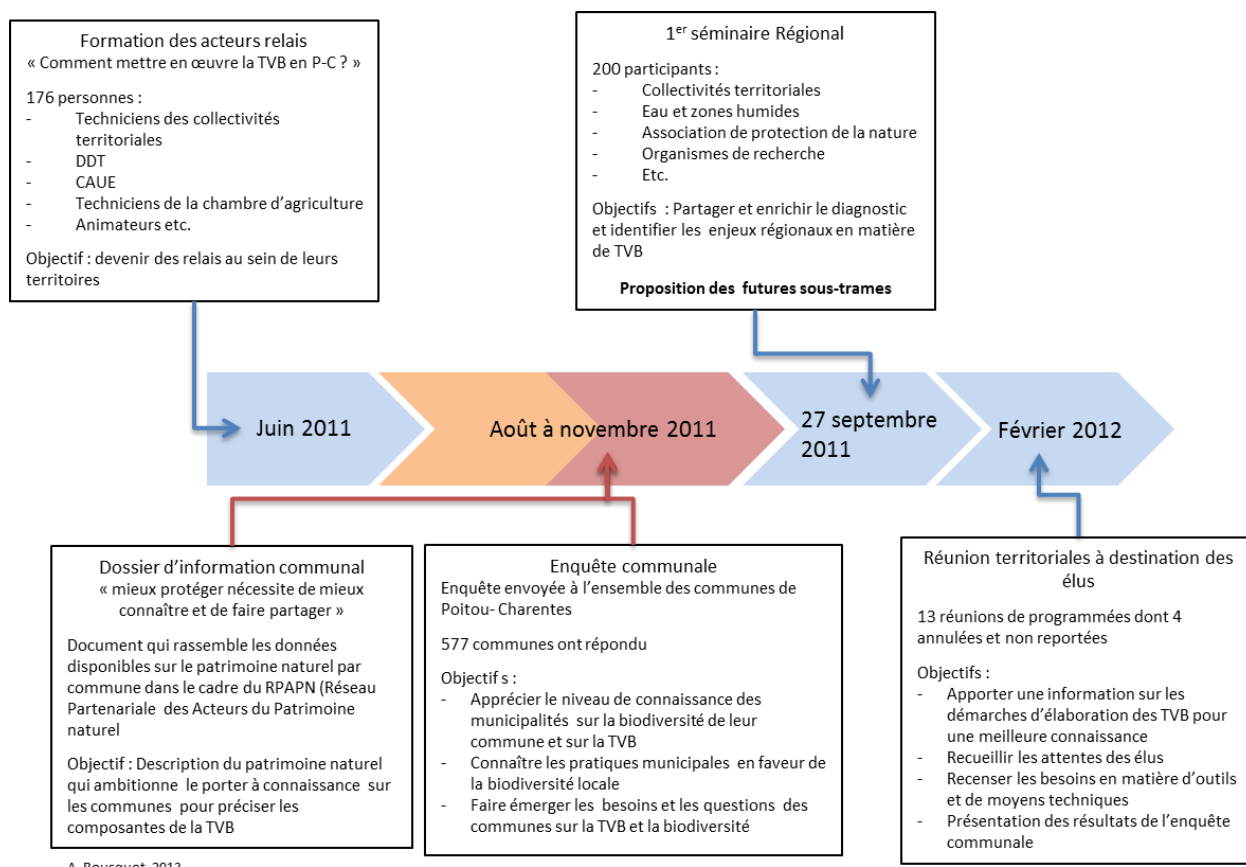 Formation des acteurs relais
« Comment mettre en œuvre la TVB en P-C ? »
176 personnes :
- Techniciens des collectivités
territoriales
- DDT
- CAUE
- Techniciens de la chambre d'agriculture
- Animateurs etc.
Objectif : devenir des relais au sein de leurs
territoires
1er séminaire Régional
200 participants :
- Collectivités territoriales
- Eau et zones humides
- Association de protection de la nature
- Organismes de recherche
- Etc.
Objectifs : Partager et enrichir le diagnostic
et identifier les enjeux régionaux en matière
de TVB
Proposition des futures sous-trames
Juin 2011
Août à novembre 2011
27 septembre
2011
Février 2012
Dossier d'information communal
« mieux protéger nécessite de mieux
connaître et de faire partager »
Document qui rassemble les données
disponibles sur le patrimoine naturel par
commune dans le cadre du RPAPN (Réseau
Partenariale des Acteurs du Patrimoine
naturel
Objectif : Description du patrimoine naturel
qui ambitionne le porter à connaissance sur
les communes pour préciser les
composantes de la TVB
Enquête communale
Enquête envoyée à l'ensemble des communes de
Poitou- Charentes
577 communes ont répondu
Objectif s :
- Apprécier le niveau de connaissance des
municipalités sur la biodiversité de leur
commune et sur la TVB
- Connaître les pratiques municipales en faveur de
la biodiversité locale
- Faire émerger les besoins et les questions des
communes sur la TVB et la biodiversité
Réunion territoriales à destination des
élus
13 réunions de programmées dont 4
annulées et non reportées
Objectifs :
- Apporter une information sur les
démarches d'élaboration des TVB pour
une meilleure connaissance
- Recueillir les attentes des élus
- Recenser les besoins en matière d'outils
et de moyens techniques
- Présentation des résultats de l'enquête
communale
A. Bousquet, 2013